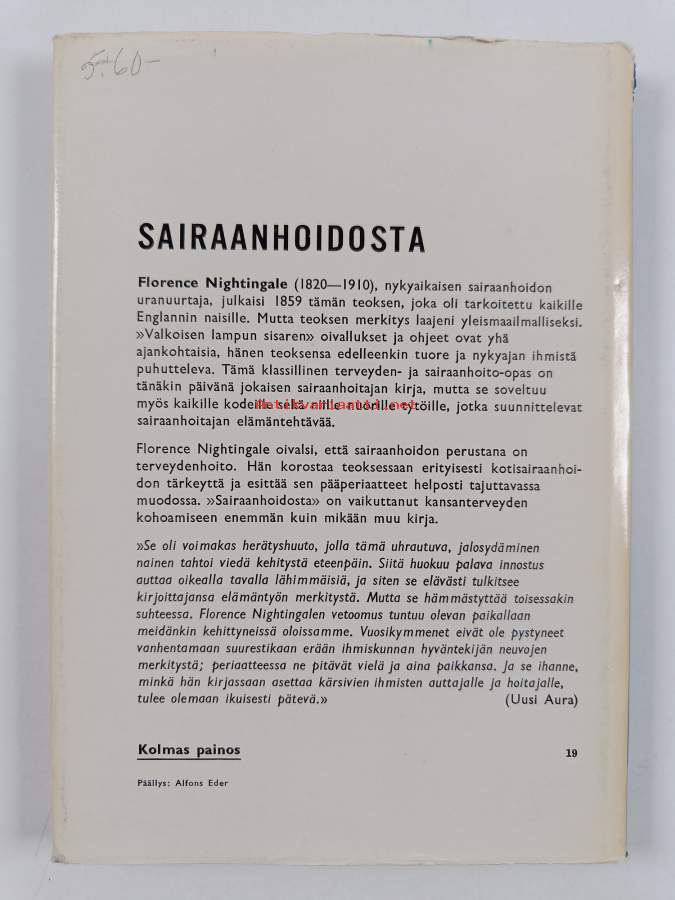 5:60-
SAIRAANHOIDOSTA
Florence Nightingale (1820—1910), nykyaikaisen sairaanhoidon
uranuurtaja, julkaisi 1859 tämän teoksen, joka oli tarkoitettu kaikille
Englannin naisille. Mutta teoksen merkitys laajeni yleismaailmalliseksi.
»Valkoisen lampun sisaren» oivallukset ja ohjeet ovat yhä
ajankohtaisia, hänen teoksensa edelleenkin tuore ja nykyajan ihmistä
puhutteleva. Tämä klassillinen terveyden- ja sairaanhoito-opas on
tänäkin päivänä jokaisen sairaanhoitajan kirja, mutta se soveltuu
myös kaikille kodeille sekä niille nuorille tytöille, jotka suunnittelevat
antikvariaatti.net
sairaanhoitajan elämäntehtävää.
Florence Nightingale oivalsi, että sairaanhoidon perustana on
terveydenhoito. Hän korostaa teoksessaan erityisesti kotisairaanhoi-
don tärkeyttä ja esittää sen pääperiaatteet helposti tajuttavassa
muodossa. »Sairaanhoidosta» on vaikuttanut kansanterveyden
kohoamiseen enemmän kuin mikään muu kirja.
»Se oli voimakas herätyshuuto, jolla tämä uhrautuva, jalosydäminen
nainen tahtoi viedä kehitystä eteenpäin. Siitä huokuu palava innostus
auttaa oikealla tavalla lähimmäisiä, ja siten se elävästi tulkitsee
kirjoittajansa elämäntyön merkitystä. Mutta se hämmästyttää toisessakin
suhteessa. Florence Nightingalen vetoomus tuntuu olevan paikallaan
meidänkin kehittyneissä oloissamme. Vuosikymmenet eivät ole pystyneet
vanhentamaan suurestikaan erään ihmiskunnan hyväntekijän neuvojen
merkitystä; periaatteessa ne pitävät vielä ja aina paikkansa. Ja se ihanne,
minkä hän kirjassaan asettaa kärsivien ihmisten auttajalle ja hoitajalle,
tulee olemaan ikuisesti pätevä.» (Uusi Aura)
Kolmas painos 19
Päällys: Alfons Eder